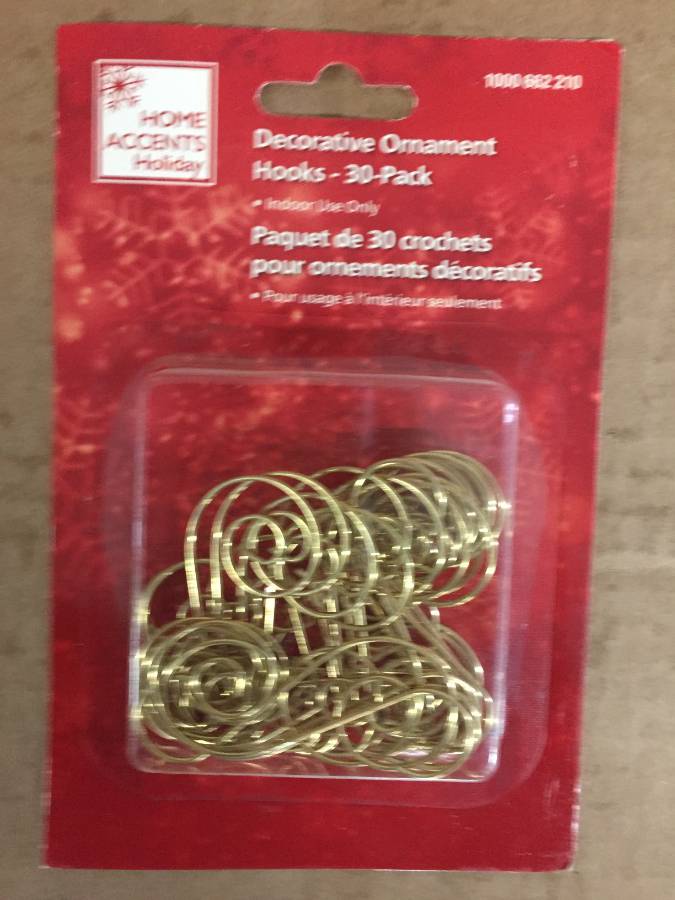 HOME
ACCENTS
Holiday
1000 662 210
Decorative Ornament
Hooks - 30-Pack
• Indoor Use Only
Paquet de 30 crochets
pour ornements décoratifs
• Pour usage à l'intérieur seulement